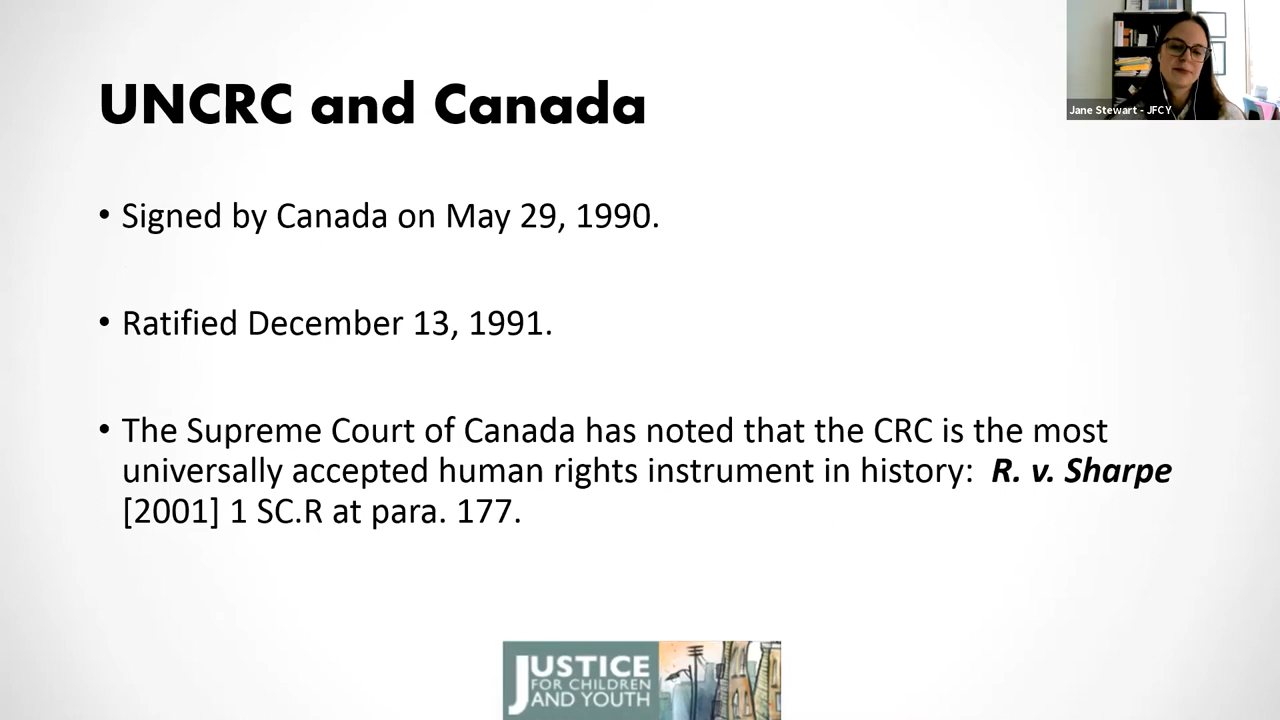 UNCRC and Canada
Jane Stewart - JFCY
• Signed by Canada on May 29, 1990.
• Ratified December 13, 1991.
• The Supreme Court of Canada has noted that the CRC is the most
universally accepted human rights instrument in history: R. v. Sharpe
[2001] 1 SC.R at para. 177.
JUSTICE
FOR CHILDREN
AND YOUTH